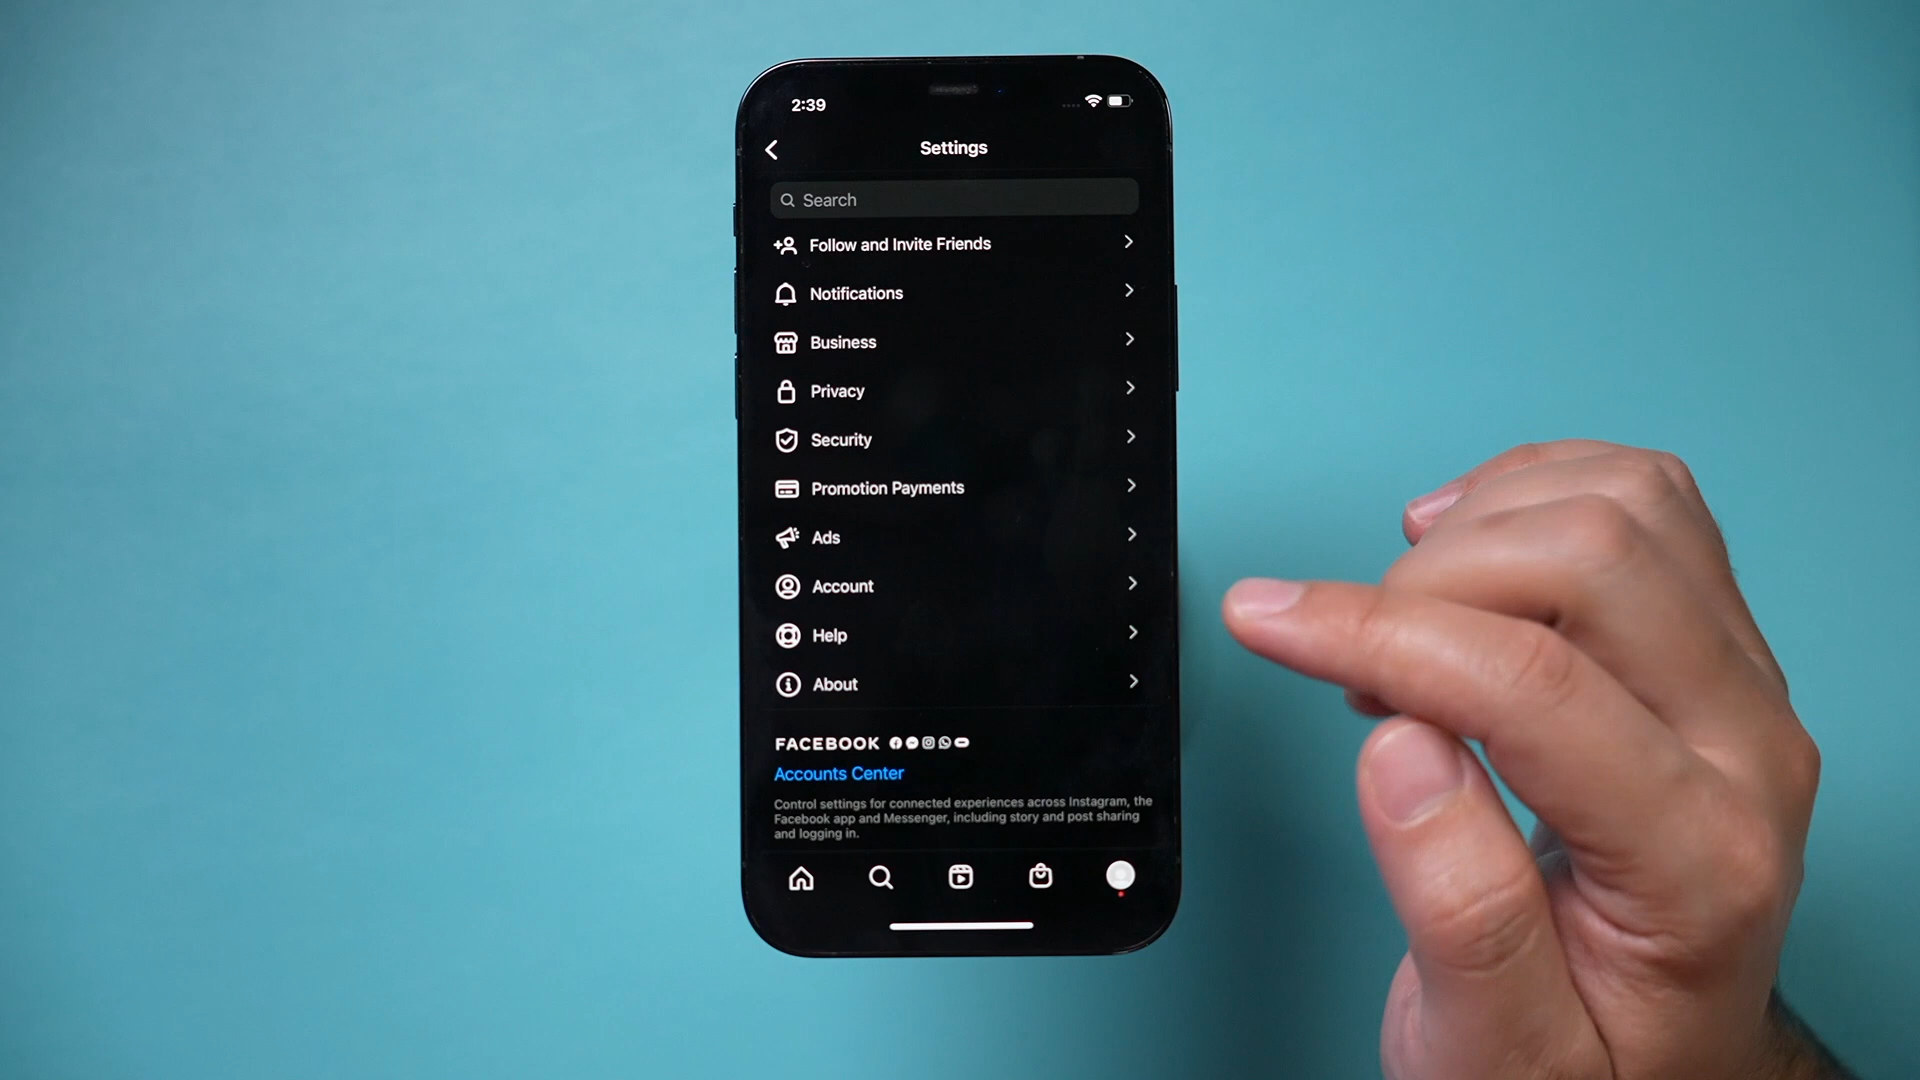 2:39
Settings
Search
Follow and Invite Friends
Notifications
Business
Privacy
Security
Promotion Payments
Ads
Account
Help
About
FACEBOOK
Accounts Center
Control settings for connected experiences across Instagram, the
Facebook app and Messenger, including story and post sharing
and logging in.